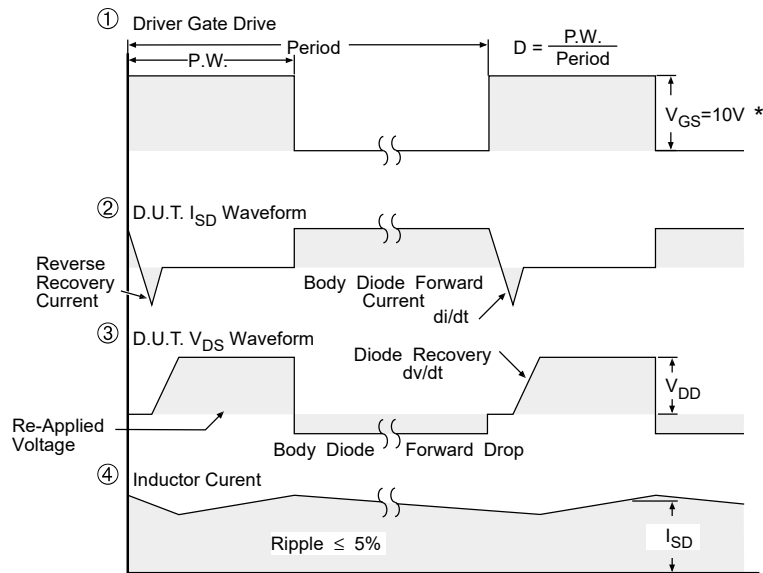 ① Driver Gate Drive
Period
P.W.
D = P.W. / Period
V_GS=10V *
② D.U.T. I_SD Waveform
Reverse
Recovery
Current
Body Diode Forward
Current
di/dt
③ D.U.T. V_DS Waveform
Diode Recovery
dv/dt
V_DD
Re-Applied
Voltage
Body Diode Forward Drop
④ Inductor Curent
Ripple ≤ 5%
I_SD